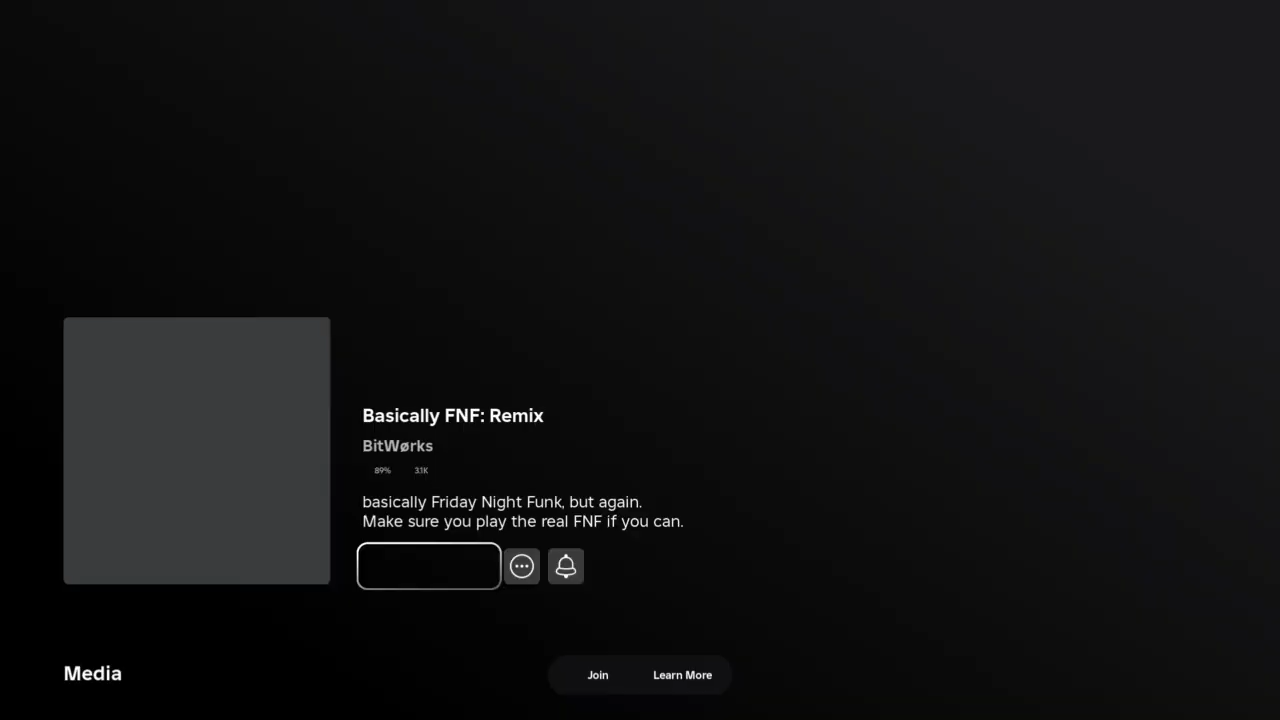 Basically FNF: Remix
BitWørks
89% 3.1K
basically Friday Night Funk, but again.
Make sure you play the real FNF if you can.
Media
Join Learn More